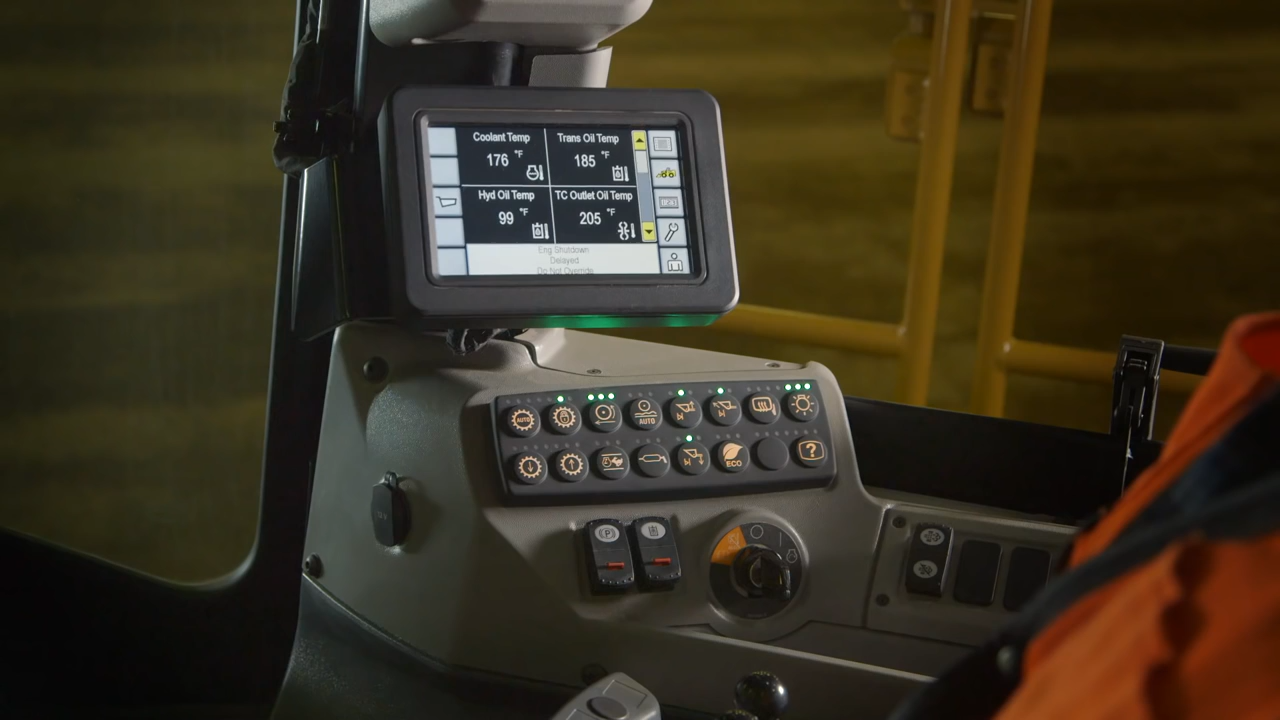 Coolant Temp
176 °F
Trans Oil Temp
185 °F
Hyd Oil Temp
99 °F
TC Outlet Oil Temp
205 °F
Eng Shutdown
Delayed
Do Not Override
AUTO
AUTO
ECO
?
P